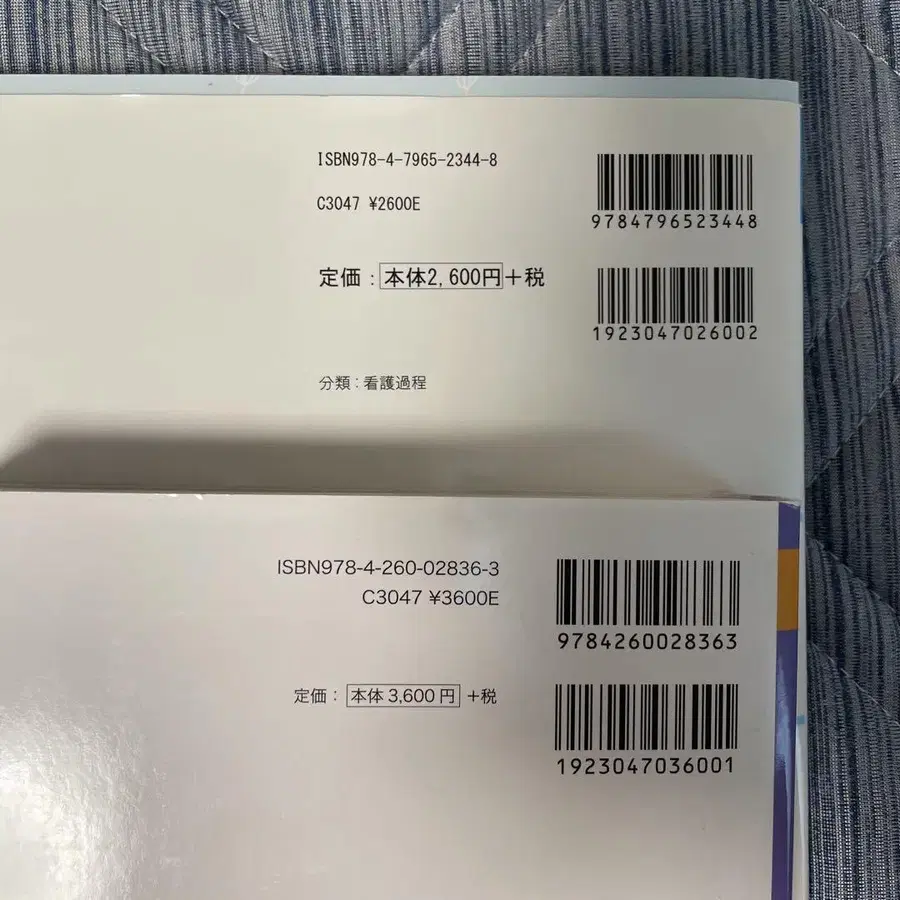 ISBN978-4-7965-2344-8
C3047 ¥2600E
9784796523448
定価：本体2,600円＋税
1923047026002
分類：看護過程
ISBN978-4-260-02836-3
C3047 ¥3600E
9784260028363
定価：本体3,600円＋税
1923047036001